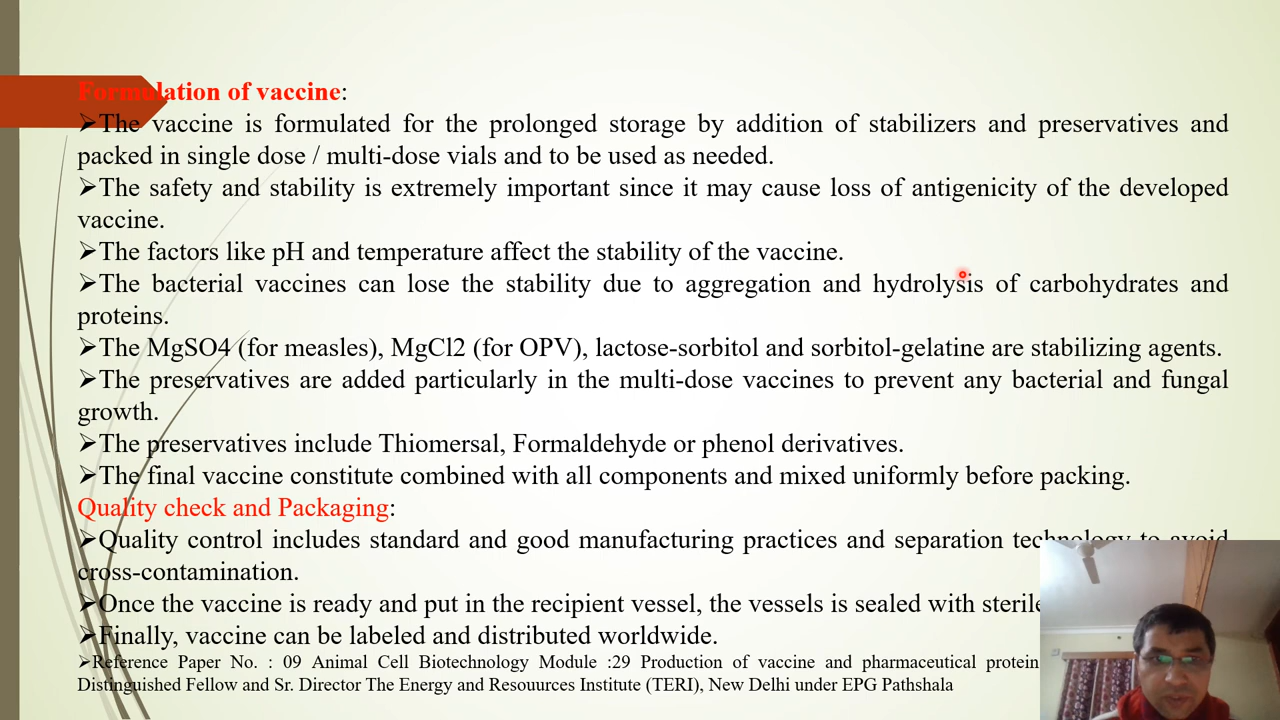 Formulation of vaccine:
➢The vaccine is formulated for the prolonged storage by addition of stabilizers and preservatives and
packed in single dose / multi-dose vials and to be used as needed.
➢The safety and stability is extremely important since it may cause loss of antigenicity of the developed
vaccine.
➢The factors like pH and temperature affect the stability of the vaccine.
➢The bacterial vaccines can lose the stability due to aggregation and hydrolysis of carbohydrates and
proteins.
➢The MgSO4 (for measles), MgCl2 (for OPV), lactose-sorbitol and sorbitol-gelatine are stabilizing agents.
➢The preservatives are added particularly in the multi-dose vaccines to prevent any bacterial and fungal
growth.
➢The preservatives include Thiomersal, Formaldehyde or phenol derivatives.
➢The final vaccine constitute combined with all components and mixed uniformly before packing.
Quality check and Packaging:
➢Quality control includes standard and good manufacturing practices and separation technology to avoid
cross-contamination.
➢Once the vaccine is ready and put in the recipient vessel, the vessels is sealed with sterile
➢Finally, vaccine can be labeled and distributed worldwide.
➢Reference Paper No. : 09 Animal Cell Biotechnology Module :29 Production of vaccine and pharmaceutical protein
Distinguished Fellow and Sr. Director The Energy and Resouurces Institute (TERI), New Delhi under EPG Pathshala